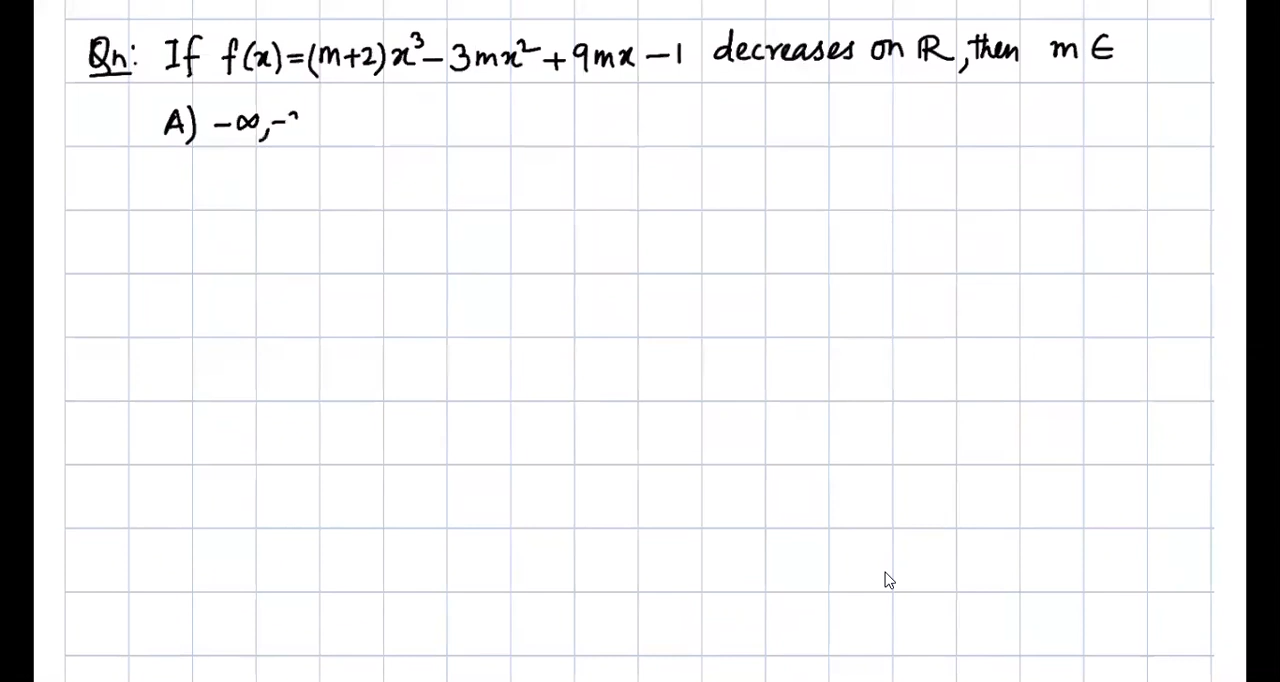 Qn: If f(x)=(m+2)x³-3mx²+9mx-1 decreases on ℝ, then m ∈
A) -∞,-